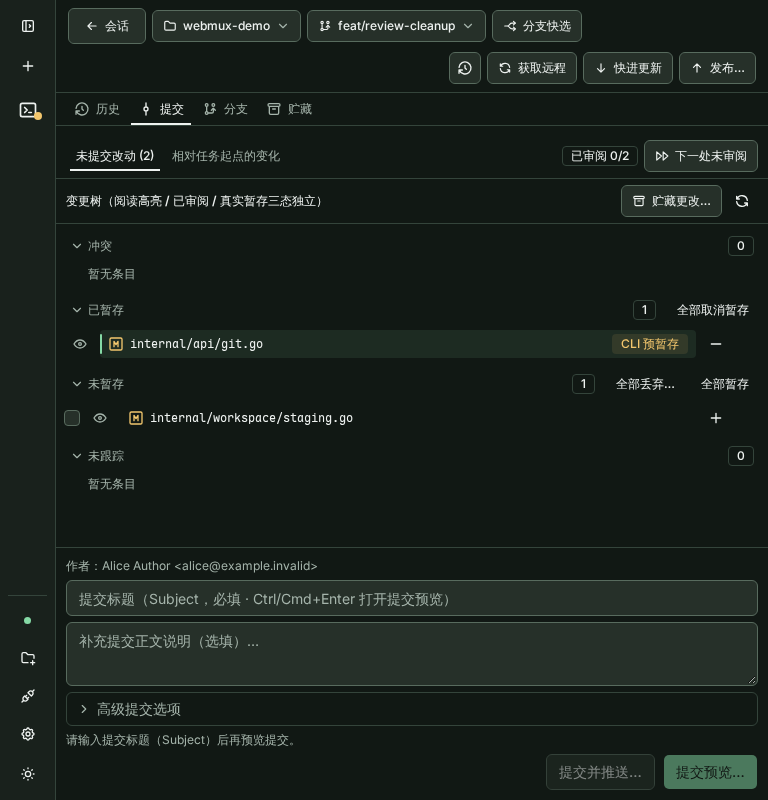 会话 webmux-demo feat/review-cleanup 分支快选
获取远程 快进更新 发布...
历史 提交 分支 贮藏
未提交改动 (2) 相对任务起点的变化 已审阅 0/2 下一处未审阅
变更树（阅读高亮 / 已审阅 / 真实暂存三态独立） 贮藏更改...
冲突 0
暂无条目
已暂存 1 全部取消暂存
M internal/api/git.go CLI 预暂存
未暂存 1 全部丢弃... 全部暂存
M internal/workspace/staging.go
未跟踪 0
暂无条目
作者：Alice Author <alice@example.invalid>
提交标题（Subject，必填 · Ctrl/Cmd+Enter 打开提交预览）
补充提交正文说明（选填）...
高级提交选项
请输入提交标题（Subject）后再预览提交。
提交并推送... 提交预览...